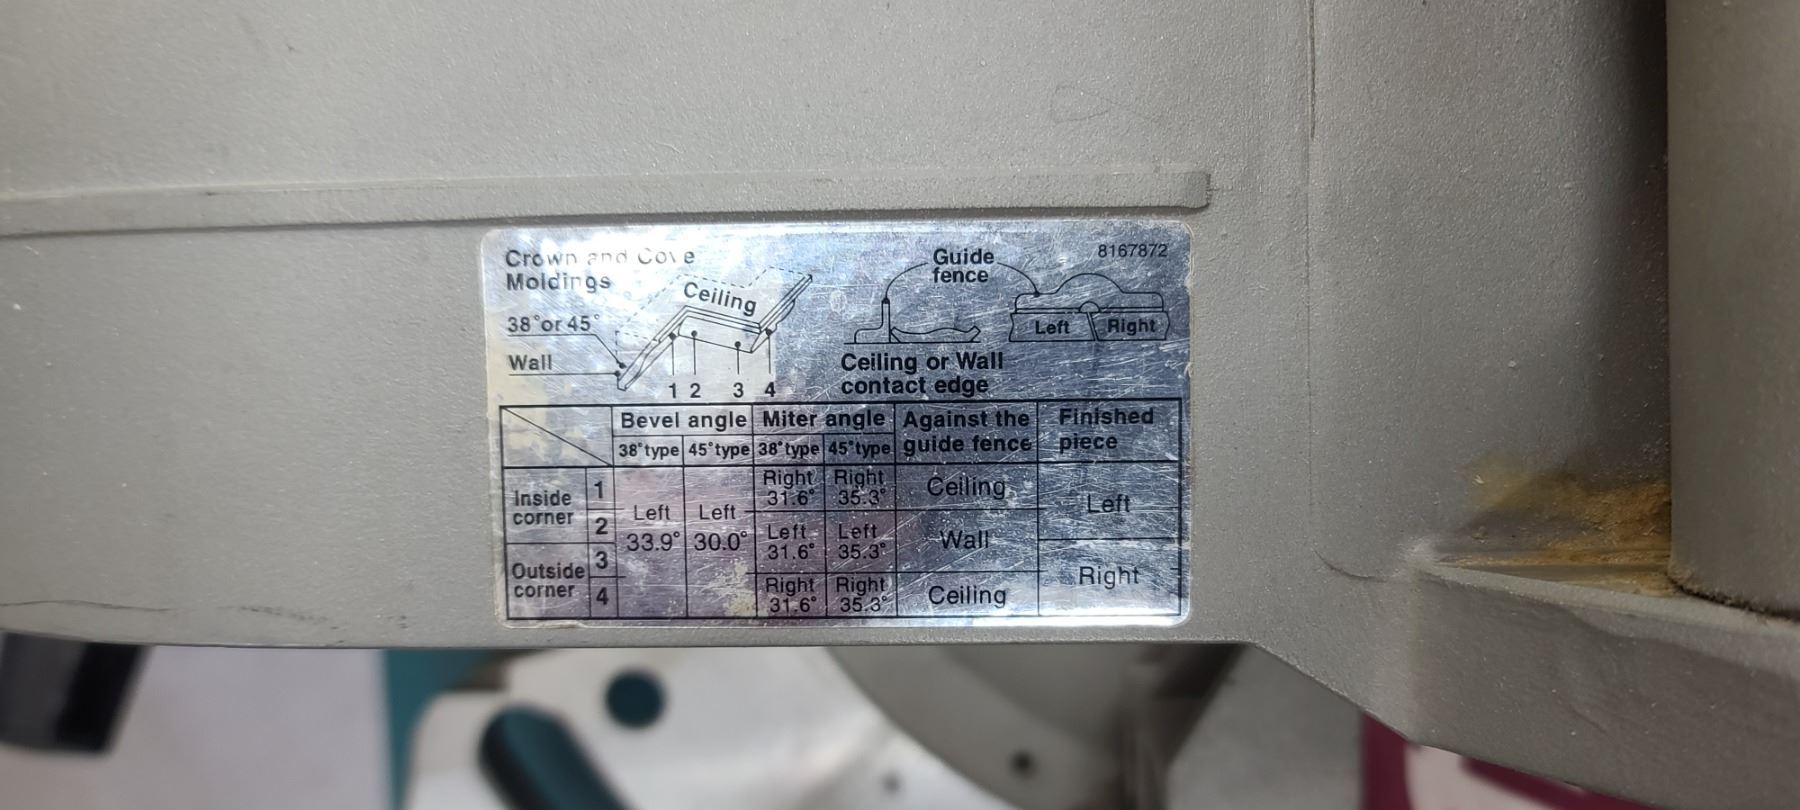 Crown and Cove
Moldings
8167872
Guide
fence
Ceiling
38°or 45°
Wall
Left Right
Ceiling or Wall
contact edge
1 2 3 4
Bevel angle Miter angle Against the guide fence Finished piece
38°type 45°type 38°type 45°type
Inside corner 1 Left 33.9° Left 30.0° Right 31.6° Right 35.3° Ceiling Left
2 Left 31.6° Left 35.3° Wall
Outside corner 3 Right
4 Right 31.6° Right 35.3° Ceiling